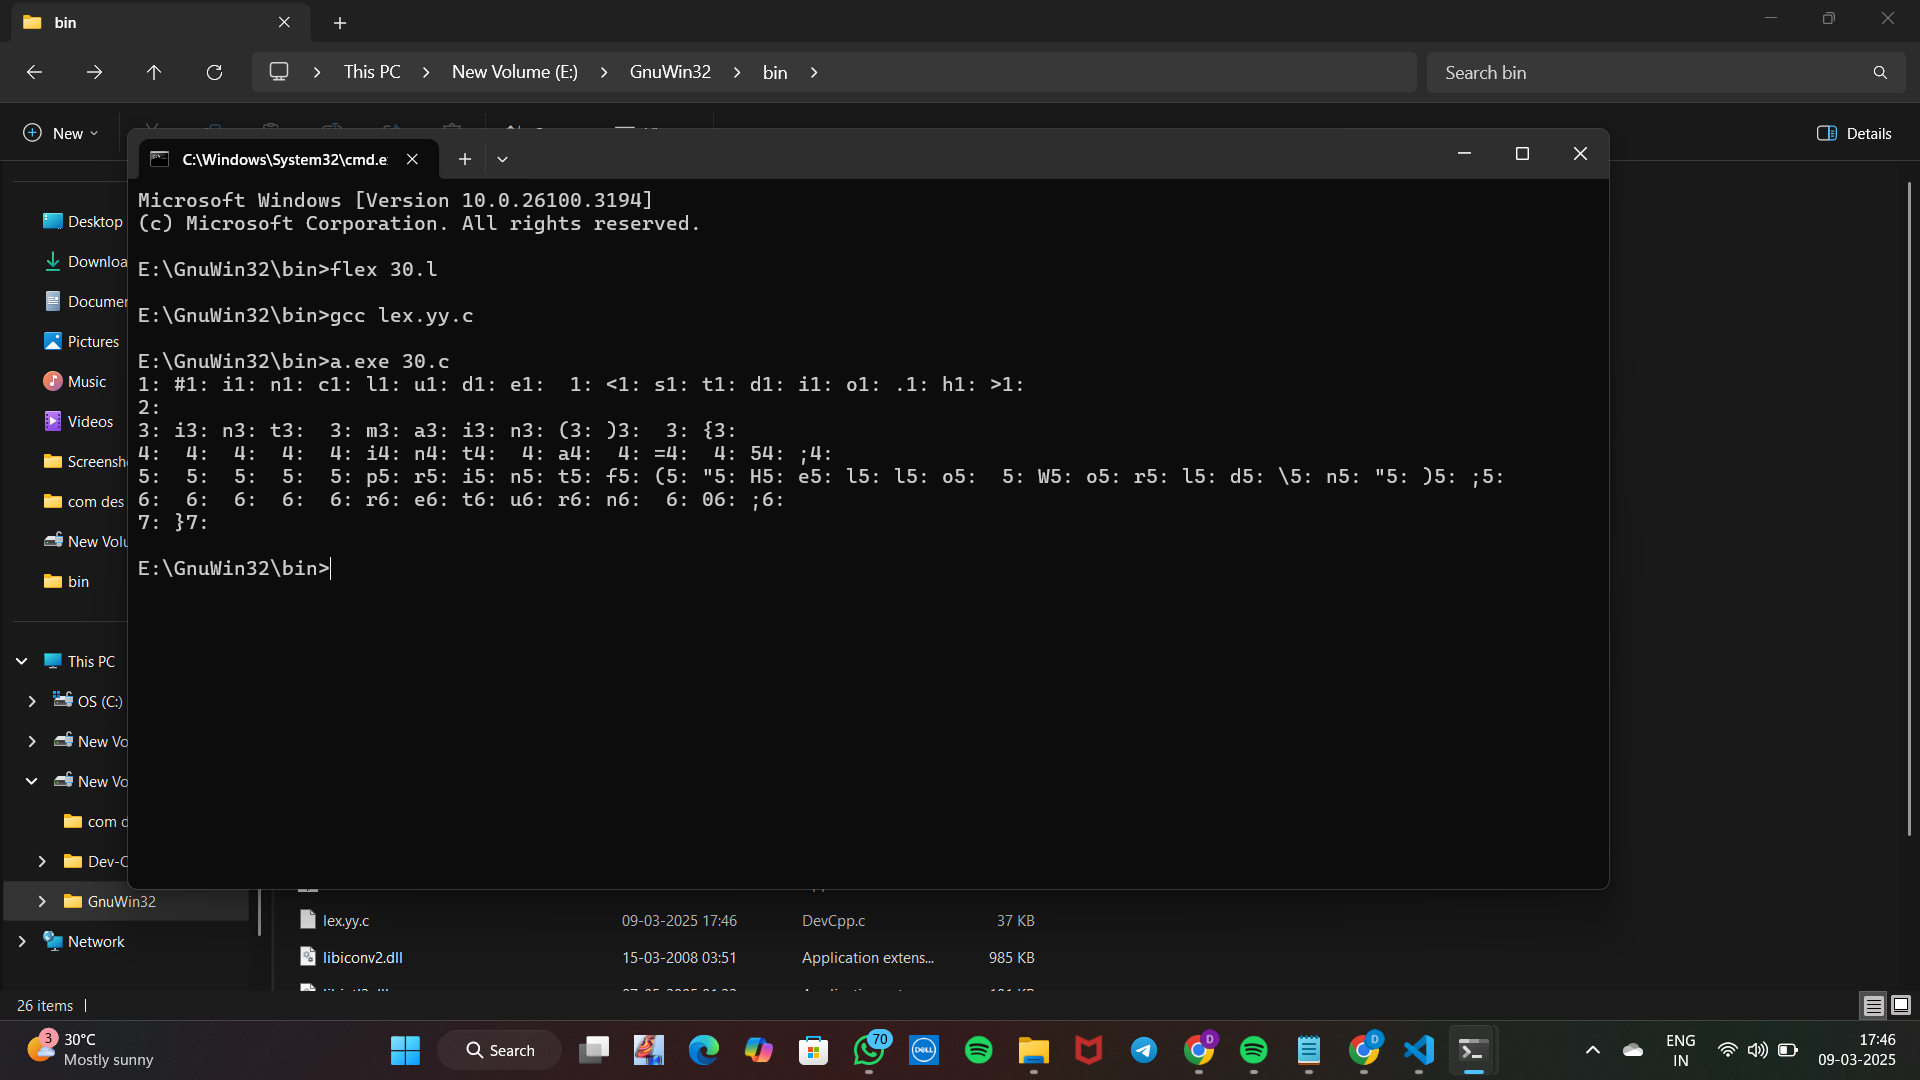 bin
This PC
New Volume (E:)
GnuWin32
bin
Search bin
New
Details
C:\Windows\System32\cmd.e
Microsoft Windows [Version 10.0.26100.3194]
(c) Microsoft Corporation. All rights reserved.
E:\GnuWin32\bin>flex 30.l
E:\GnuWin32\bin>gcc lex.yy.c
E:\GnuWin32\bin>a.exe 30.c
1: #1: i1: n1: c1: l1: u1: d1: e1:  1: <1: s1: t1: d1: i1: o1: .1: h1: >1:
2:
3: i3: n3: t3:  3: m3: a3: i3: n3: (3: )3:  3: {3:
4:  4:  4:  4:  4: i4: n4: t4:  4: a4:  4: =4:  4: 54: ;4:
5:  5:  5:  5:  5: p5: r5: i5: n5: t5: f5: (5: "5: H5: e5: l5: l5: o5:  5: W5: o5: r5: l5: d5: \5: n5: "5: )5: ;5:
6:  6:  6:  6:  6: r6: e6: t6: u6: r6: n6:  6: 06: ;6:
7: }7:
E:\GnuWin32\bin>
Desktop
Downloa
Documen
Pictures
Music
Videos
Screensh
com des
New Volu
bin
This PC
OS (C:)
New Vo
New Vo
com d
Dev-C
GnuWin32
Network
lex.yy.c 09-03-2025 17:46 DevCpp.c 37 KB
libiconv2.dll 15-03-2008 03:51 Application extens... 985 KB
26 items
3
30°C
Mostly sunny
Search
70
DELL
D
D
ENG
IN
17:46
09-03-2025